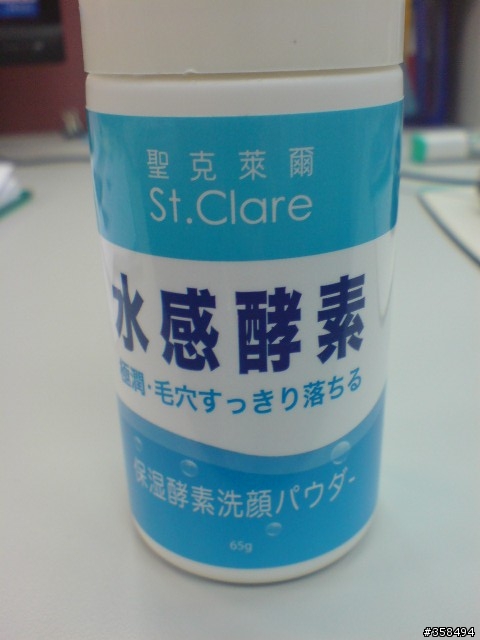 聖克萊爾
St.Clare
水感酵素
極潤·毛穴すっきり落ちる
保湿酵素洗顔パウダー
65g
#358494